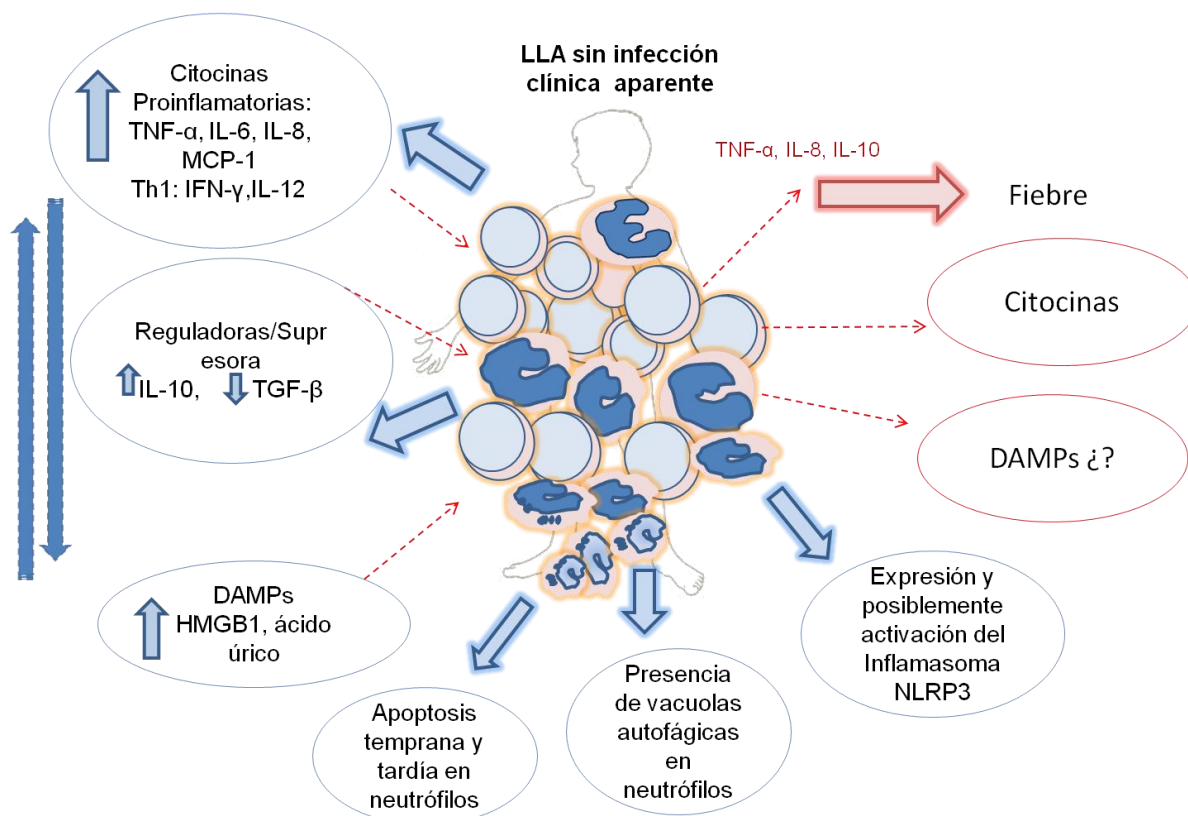 LLA sin infección
clínica aparente
Citocinas
Proinflamatorias:
TNF-α, IL-6, IL-8,
MCP-1
Th1: IFN-γ,IL-12
TNF-α, IL-8, IL-10
Fiebre
Citocinas
Reguladoras/Supr
esora
IL-10, TGF-β
DAMPs ¿?
DAMPs
HMGB1, ácido
úrico
Expresión y
posiblemente
activación del
Inflamasoma
NLRP3
Presencia
de vacuolas
autofágicas
en
neutrófilos
Apoptosis
temprana y
tardía en
neutrófilos